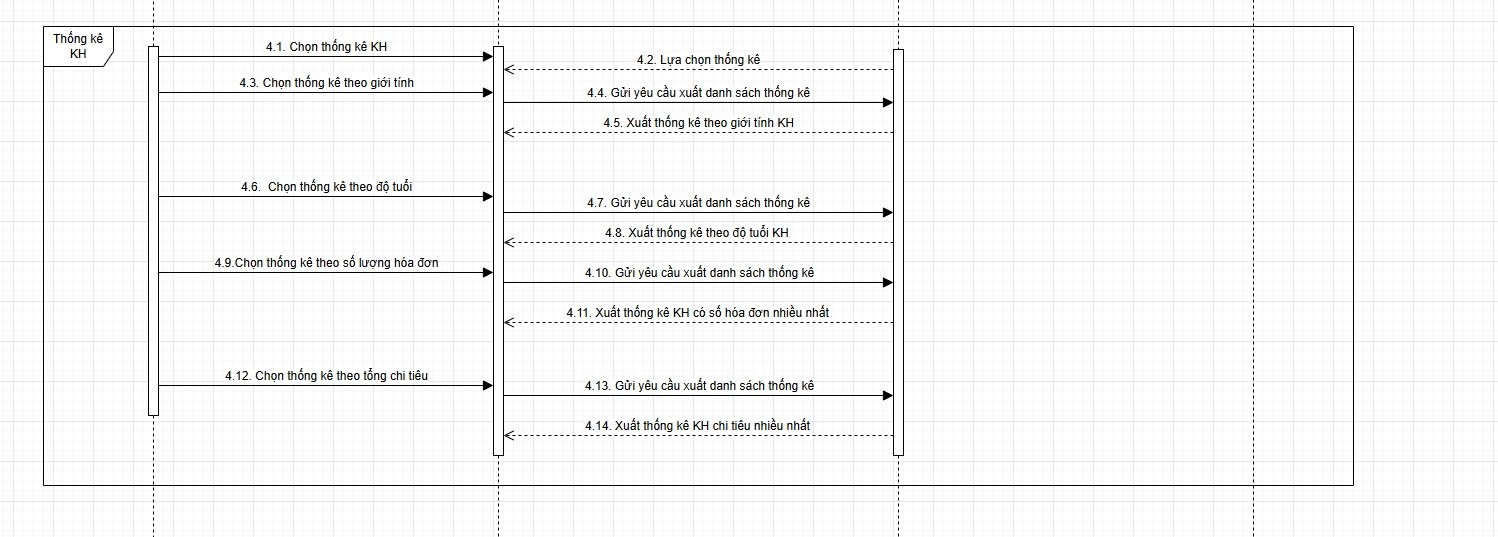 Thống kê
KH
4.1. Chọn thống kê KH
4.2. Lựa chọn thống kê
4.3. Chọn thống kê theo giới tính
4.4. Gửi yêu cầu xuất danh sách thống kê
4.5. Xuất thống kê theo giới tính KH
4.6.  Chọn thống kê theo độ tuổi
4.7. Gửi yêu cầu xuất danh sách thống kê
4.8. Xuất thống kê theo độ tuổi KH
4.9.Chọn thống kê theo số lượng hóa đơn
4.10. Gửi yêu cầu xuất danh sách thống kê
4.11. Xuất thống kê KH có số hóa đơn nhiều nhất
4.12. Chọn thống kê theo tổng chi tiêu
4.13. Gửi yêu cầu xuất danh sách thống kê
4.14. Xuất thống kê KH chi tiêu nhiều nhất